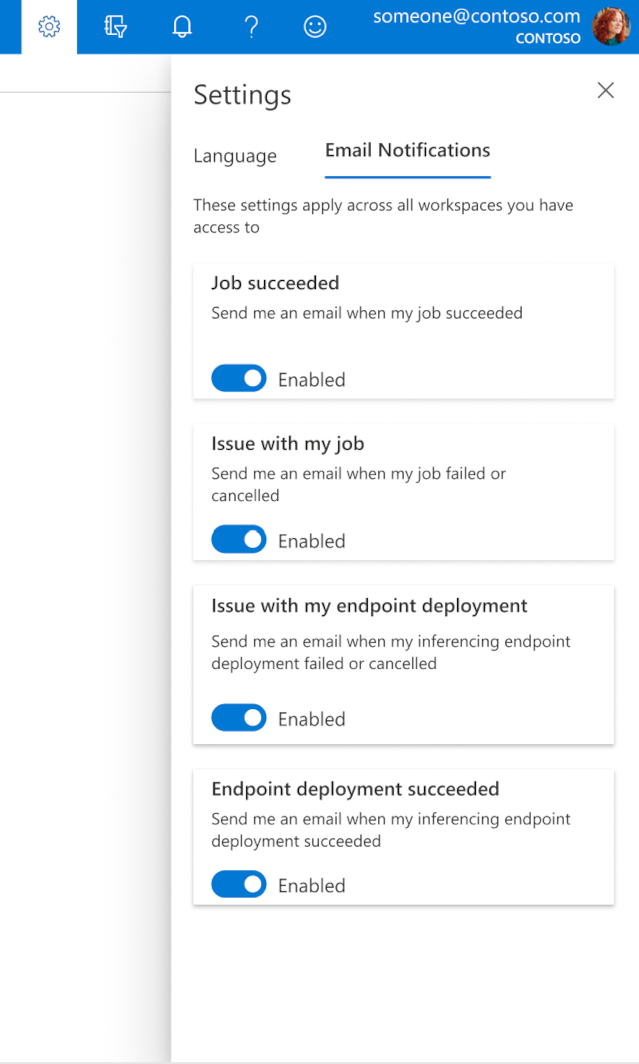 someone@contoso.com
CONTOSO
Settings
Language
Email Notifications
These settings apply across all workspaces you have
access to
Job succeeded
Send me an email when my job succeeded
Enabled
Issue with my job
Send me an email when my job failed or
cancelled
Enabled
Issue with my endpoint deployment
Send me an email when my inferencing endpoint
deployment failed or cancelled
Enabled
Endpoint deployment succeeded
Send me an email when my inferencing endpoint
deployment succeeded
Enabled